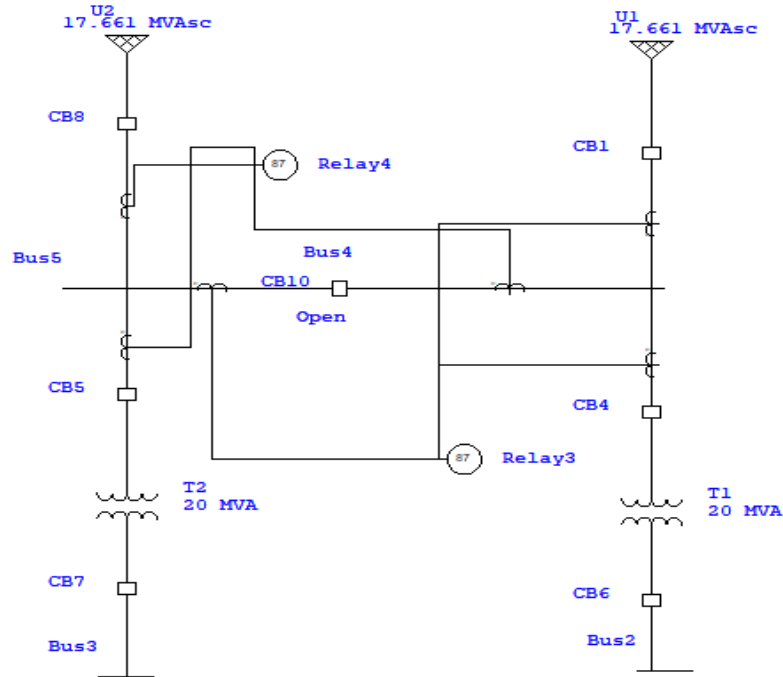 U2
17.661 MVAsc
U1
17.661 MVAsc
CB8
CB1
87
Relay4
Bus5
Bus4
CB10
Open
CB5
CB4
87
Relay3
T2
20 MVA
T1
20 MVA
CB7
CB6
Bus3
Bus2